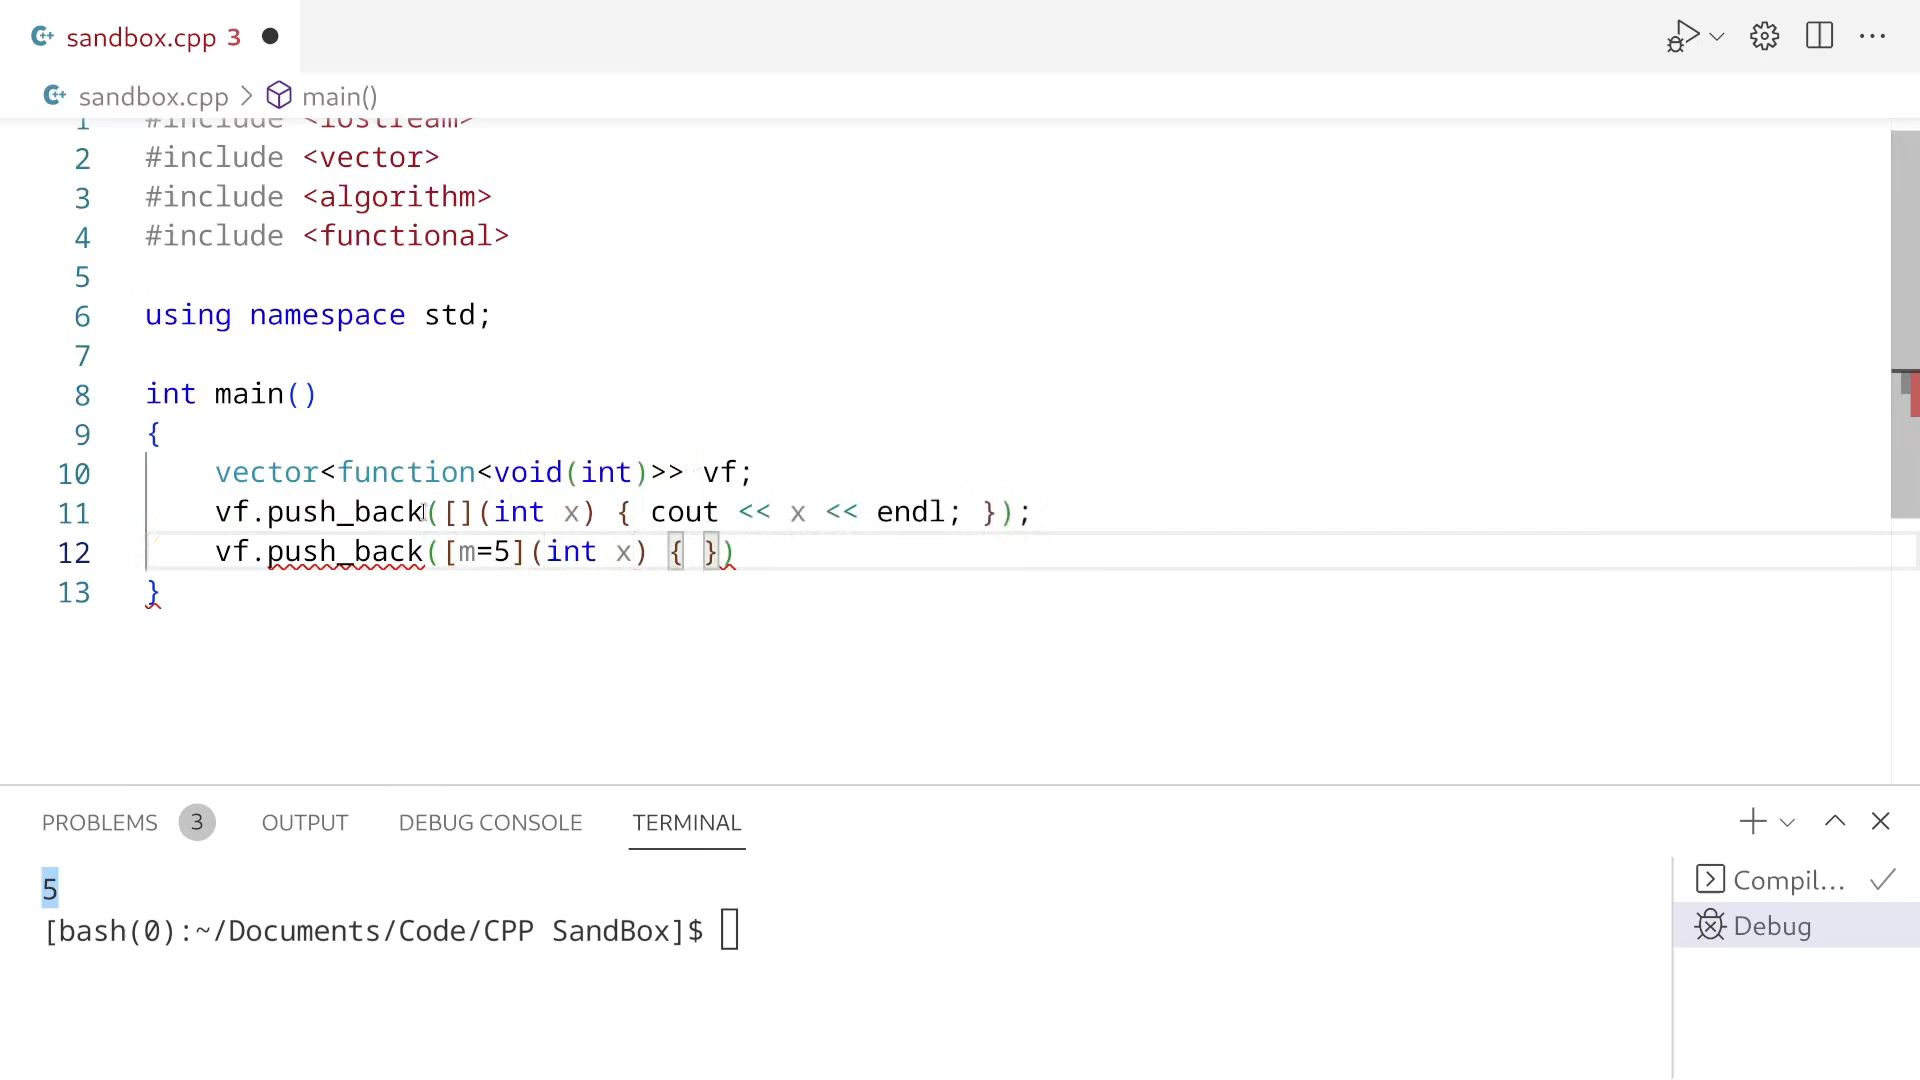 sandbox.cpp 3
sandbox.cpp > main()
1 #include <iostream>
2 #include <vector>
3 #include <algorithm>
4 #include <functional>
5
6 using namespace std;
7
8 int main()
9 {
10 vector<function<void(int)>> vf;
11 vf.push_back([](int x) { cout << x << endl; });
12 vf.push_back([m=5](int x) { })
13 }
PROBLEMS 3 OUTPUT DEBUG CONSOLE TERMINAL
5
[bash(0):~/Documents/Code/CPP SandBox]$
Compil...
Debug